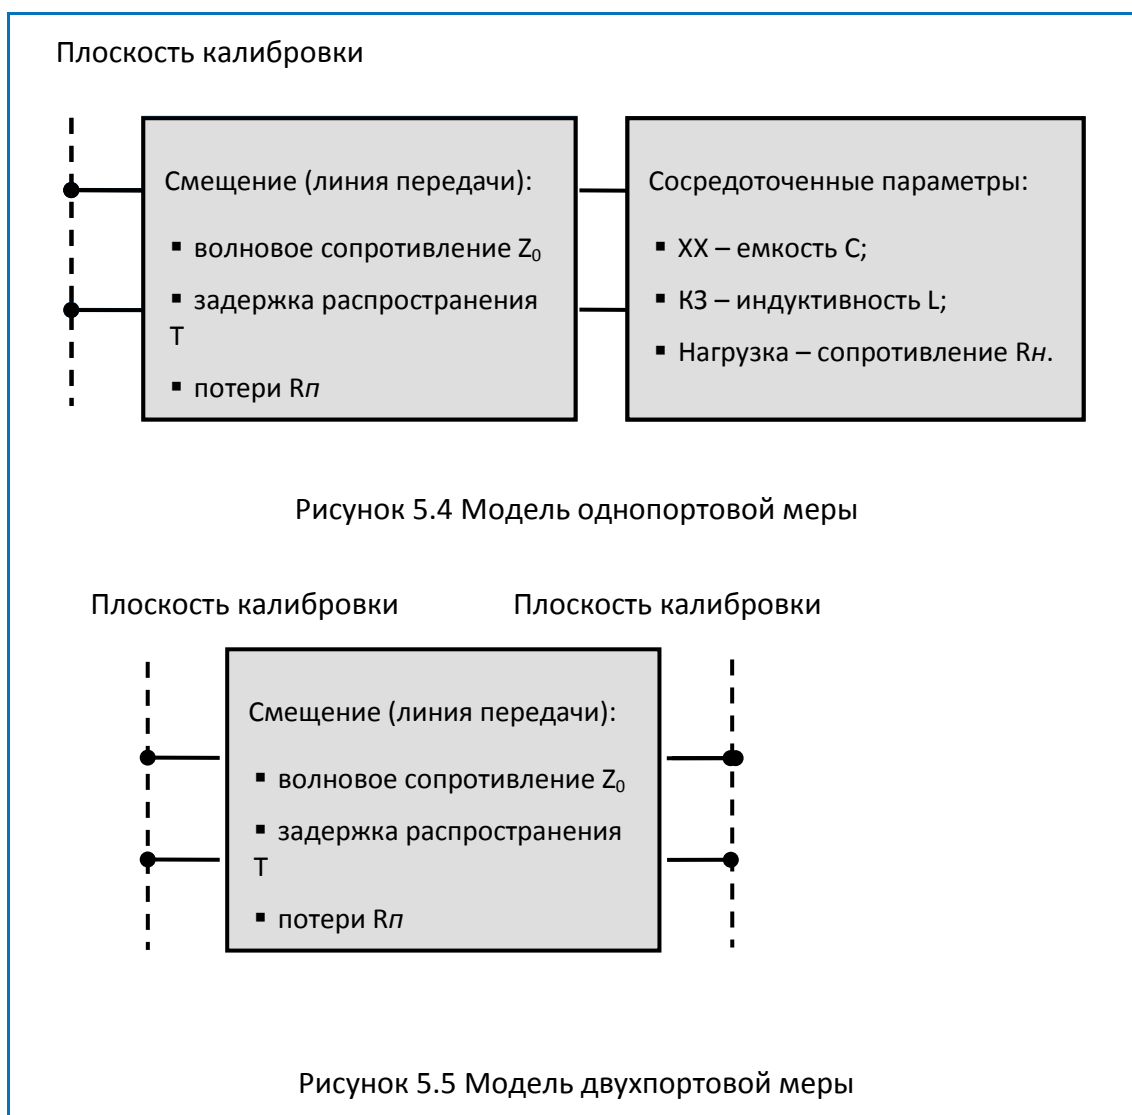 Плоскость калибровки
Смещение (линия передачи):
▪ волновое сопротивление Z₀
▪ задержка распространения
T
▪ потери Rп
Сосредоточенные параметры:
▪ ХХ – емкость C;
▪ КЗ – индуктивность L;
▪ Нагрузка – сопротивление Rн.
Рисунок 5.4 Модель однопортовой меры
Плоскость калибровки
Плоскость калибровки
Смещение (линия передачи):
▪ волновое сопротивление Z₀
▪ задержка распространения
T
▪ потери Rп
Рисунок 5.5 Модель двухпортовой меры